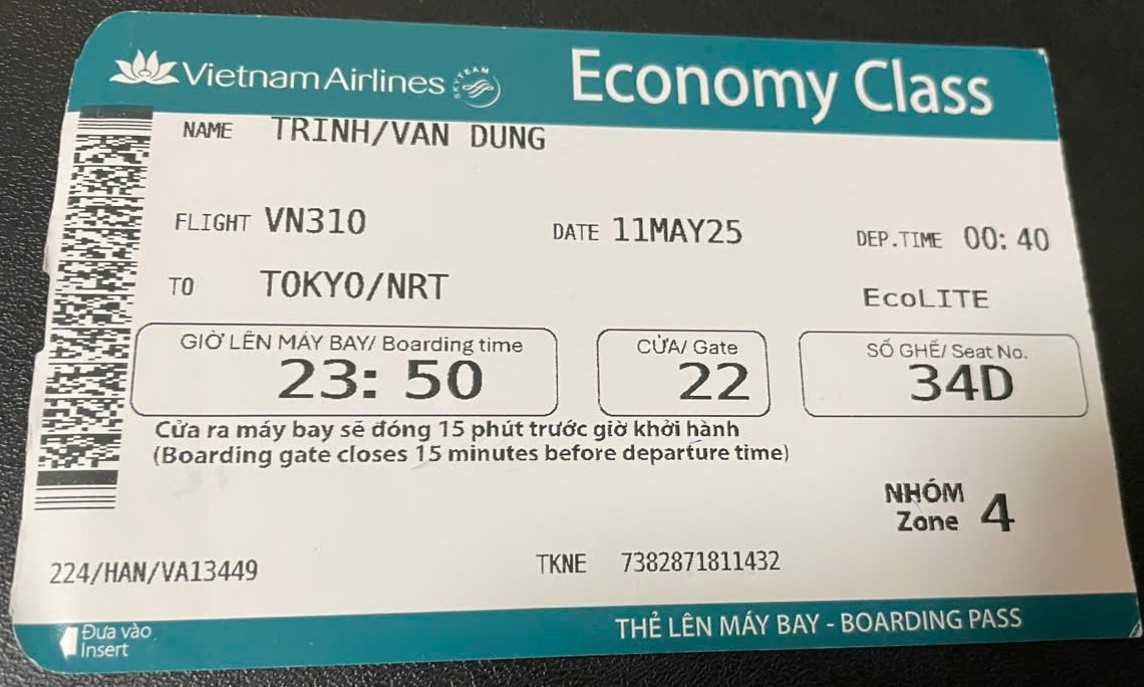 Vietnam Airlines SKYTEAM Economy Class
NAME TRINH/VAN DUNG
FLIGHT VN310 DATE 11MAY25 DEP.TIME 00: 40
TO TOKYO/NRT EcoLITE
GIỜ LÊN MÁY BAY/ Boarding time CỬA/ Gate SỐ GHẾ/ Seat No.
23: 50 22 34D
Cửa ra máy bay sẽ đóng 15 phút trước giờ khởi hành
(Boarding gate closes 15 minutes before departure time)
NHÓM
Zone 4
224/HAN/VA13449 TKNE 7382871811432
Đưa vào
Insert
THẺ LÊN MÁY BAY - BOARDING PASS